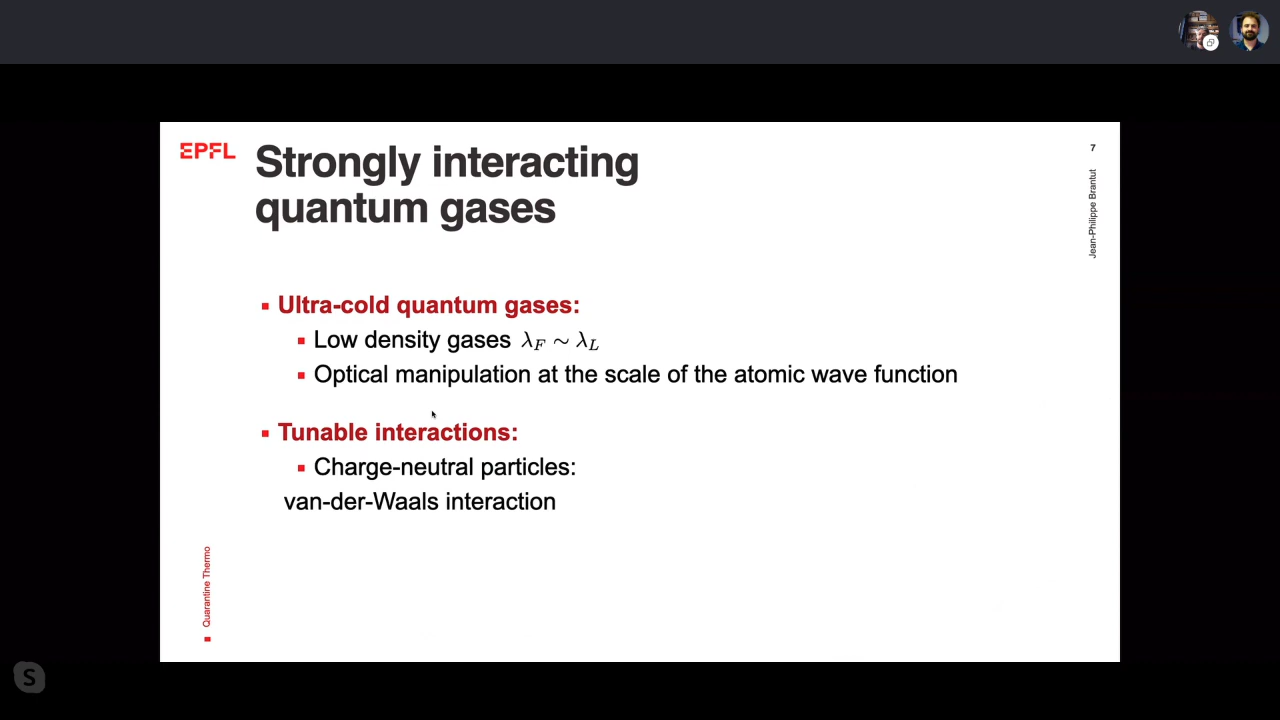 EPFL
Strongly interacting
quantum gases
7
Jean-Philippe Brantut
▪ Ultra-cold quantum gases:
▪ Low density gases λ_F ∼ λ_L
▪ Optical manipulation at the scale of the atomic wave function
▪ Tunable interactions:
▪ Charge-neutral particles:
van-der-Waals interaction
▪ Quarantine Thermo
S